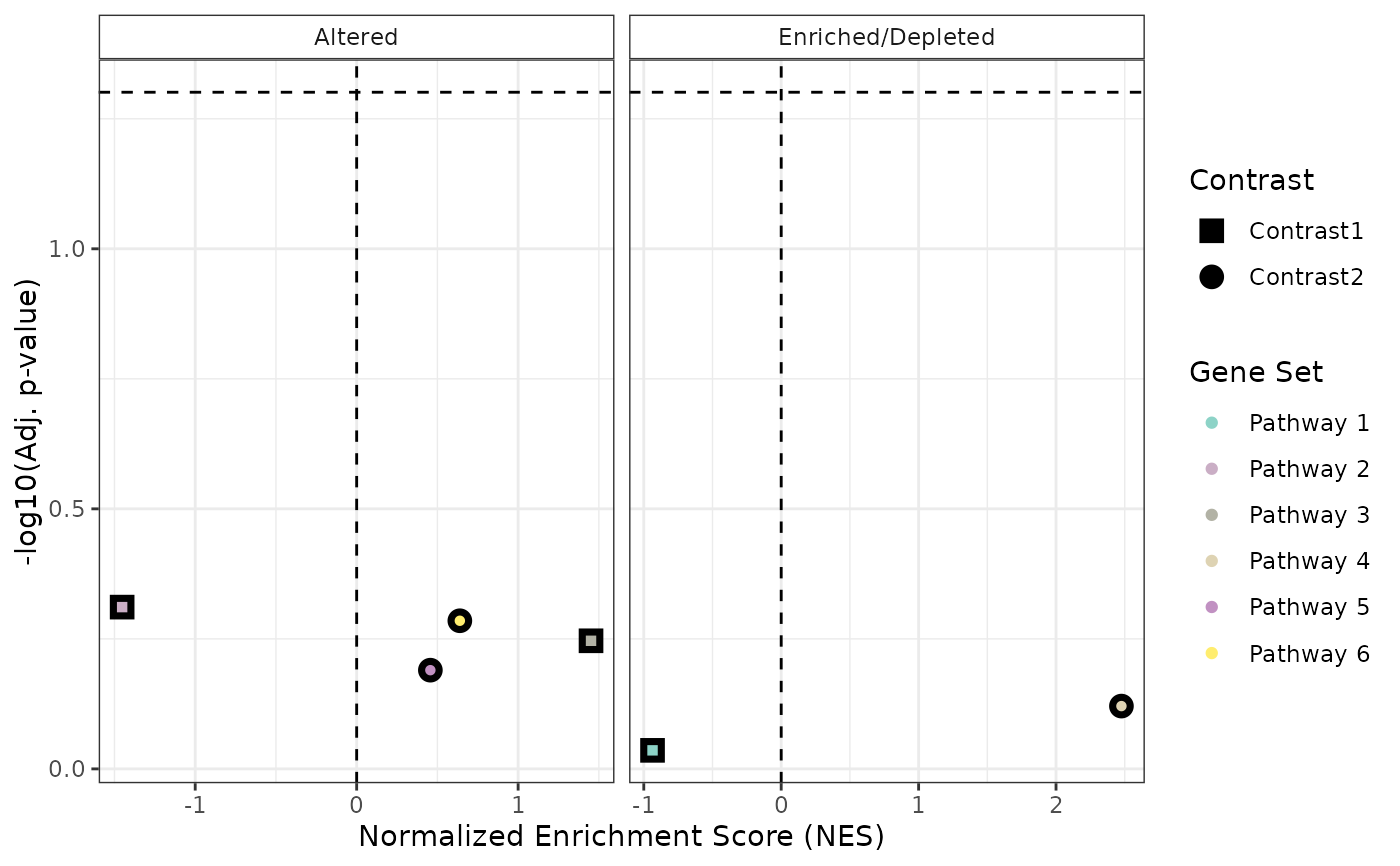 Altered
Enriched/Depleted
-log10(Adj. p-value)
1.0
0.5
0.0
-1 0 1
-1 0 1 2
Normalized Enrichment Score (NES)
Contrast
Contrast1
Contrast2
Gene Set
Pathway 1
Pathway 2
Pathway 3
Pathway 4
Pathway 5
Pathway 6